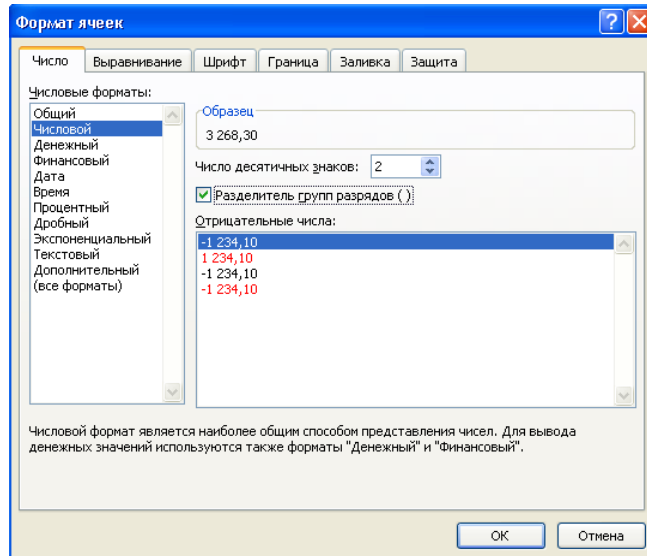 Формат ячеек
Число Выравнивание Шрифт Граница Заливка Защита
Числовые форматы:
Общий
Числовой
Денежный
Финансовый
Дата
Время
Процентный
Дробный
Экспоненциальный
Текстовый
Дополнительный
(все форматы)
Образец
3 268,30
Число десятичных знаков: 2
Разделитель групп разрядов ( )
Отрицательные числа:
-1 234,10
1 234,10
-1 234,10
-1 234,10
Числовой формат является наиболее общим способом представления чисел. Для вывода
денежных значений используются также форматы "Денежный" и "Финансовый".
ОК Отмена